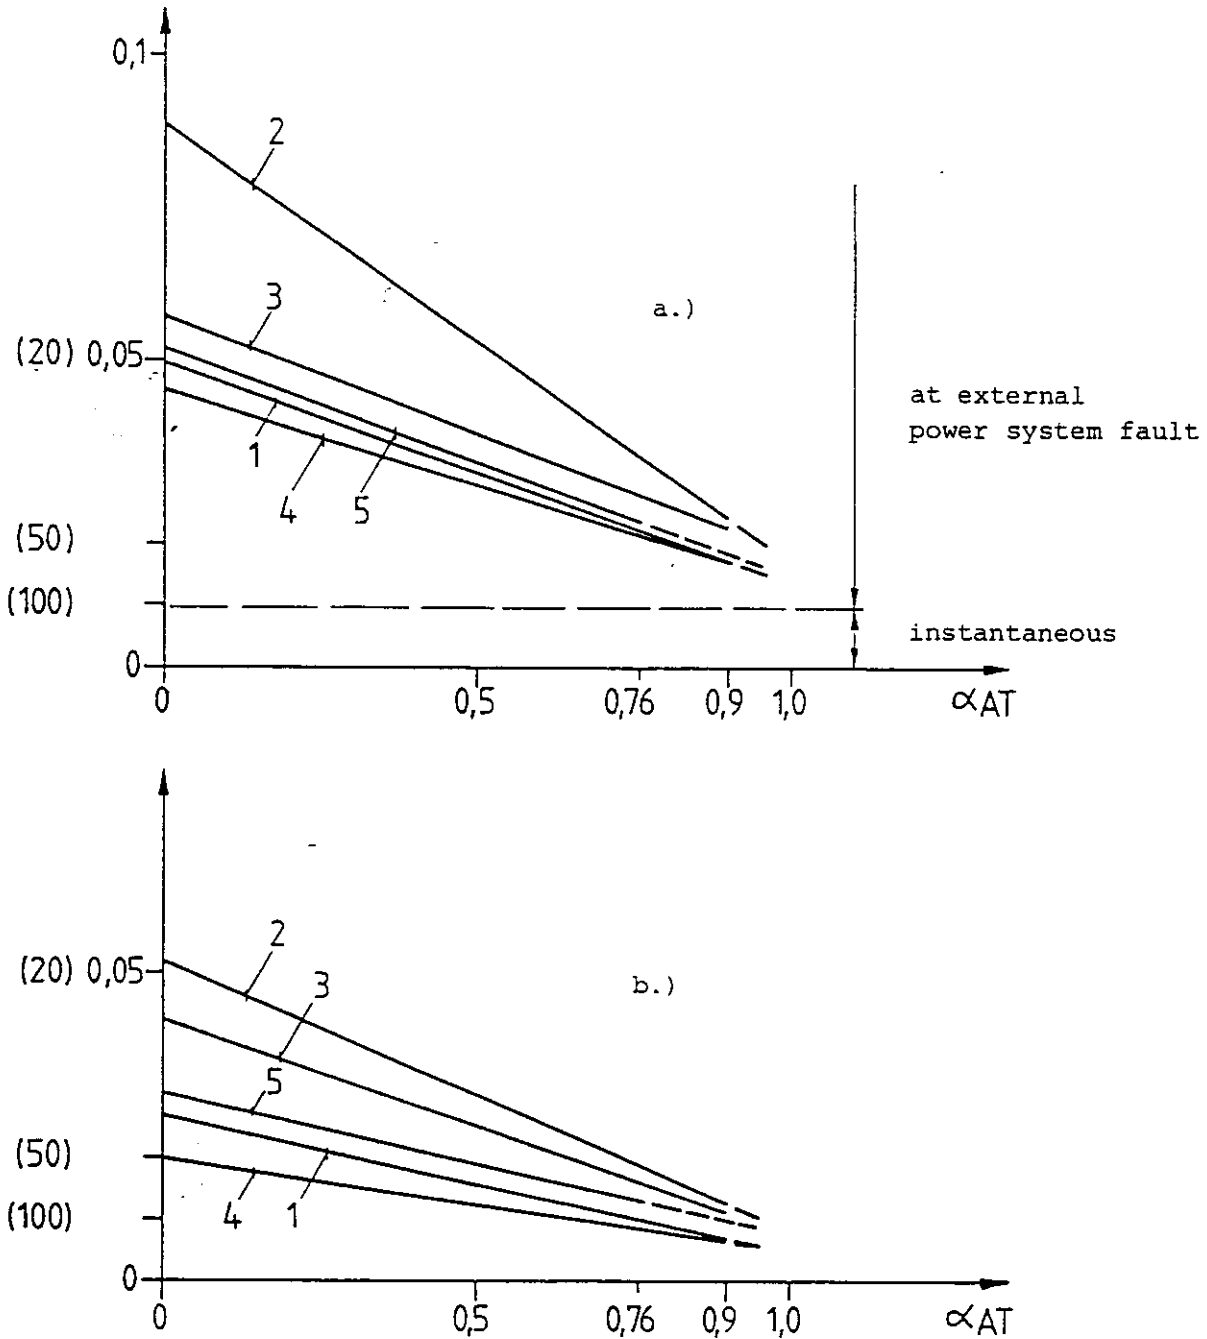 0,1
2
3
a.)
(20) 0,05
at external
power system fault
1
4
5
(50)
(100)
instantaneous
0
0 0,5 0,76 0,9 1,0 αAT
2
(20) 0,05
3
b.)
5
(50)
4
1
(100)
0
0 0,5 0,76 0,9 1,0 αAT